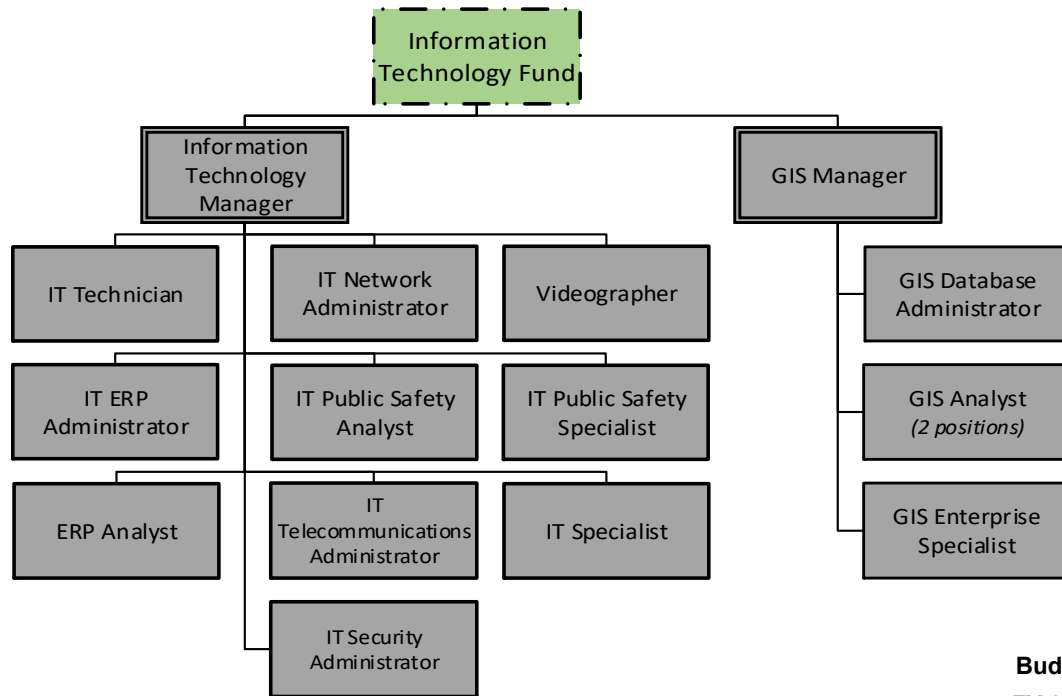 Information
Technology Fund
Information
Technology
Manager
GIS Manager
IT Technician
IT Network
Administrator
Videographer
GIS Database
Administrator
IT ERP
Administrator
IT Public Safety
Analyst
IT Public Safety
Specialist
GIS Analyst
(2 positions)
ERP Analyst
IT
Telecommunications
Administrator
IT Specialist
GIS Enterprise
Specialist
IT Security
Administrator
Bud